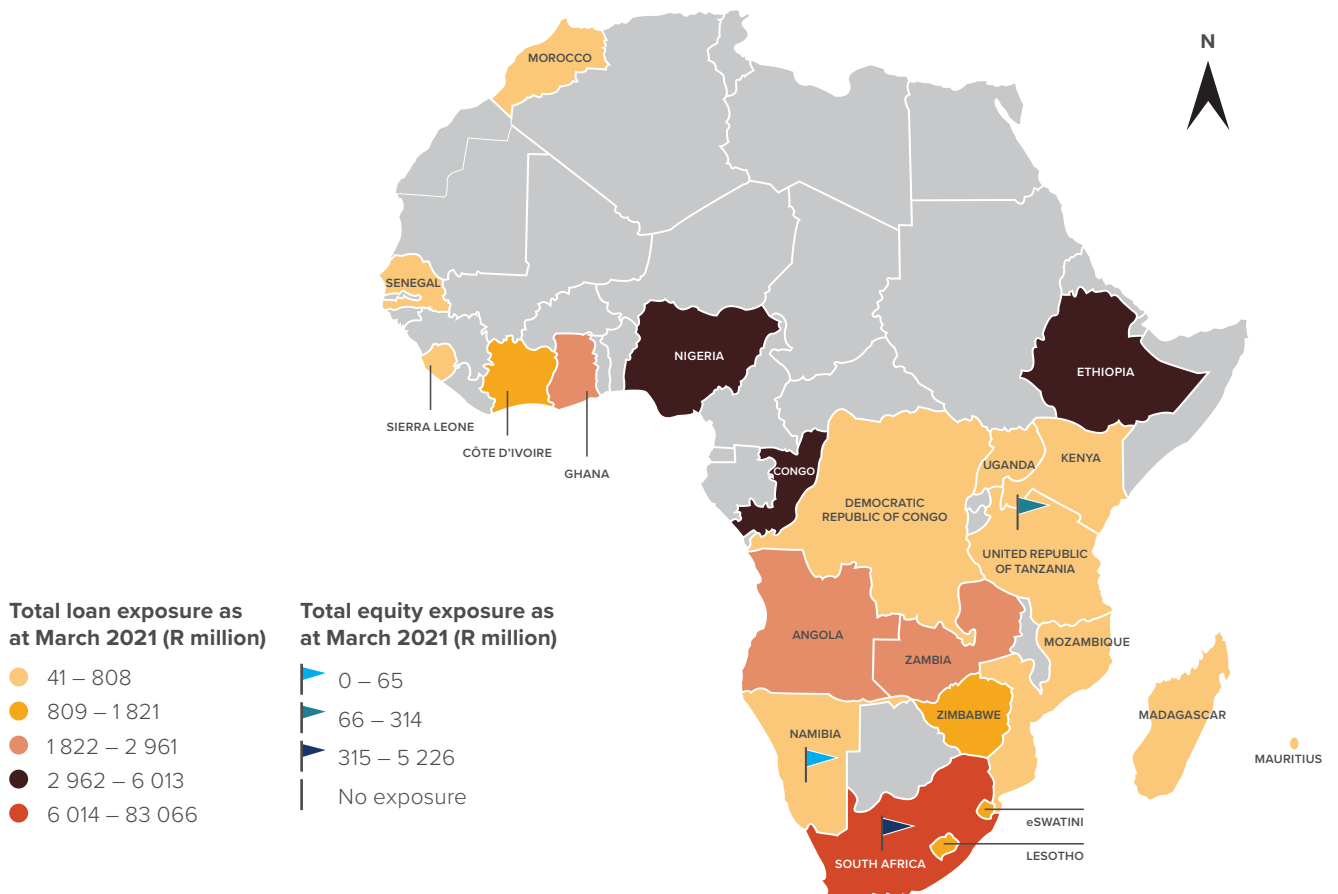 N
MOROCCO
SENEGAL
NIGERIA
ETHIOPIA
SIERRA LEONE
CÔTE D'IVOIRE
GHANA
CONGO
UGANDA
KENYA
DEMOCRATIC
REPUBLIC OF CONGO
UNITED REPUBLIC
OF TANZANIA
ANGOLA
ZAMBIA
MOZAMBIQUE
ZIMBABWE
MADAGASCAR
NAMIBIA
MAURITIUS
eSWATINI
LESOTHO
SOUTH AFRICA
Total loan exposure as
at March 2021 (R million)
41 – 808
809 – 1 821
1 822 – 2 961
2 962 – 6 013
6 014 – 83 066
Total equity exposure as
at March 2021 (R million)
0 – 65
66 – 314
315 – 5 226
No exposure